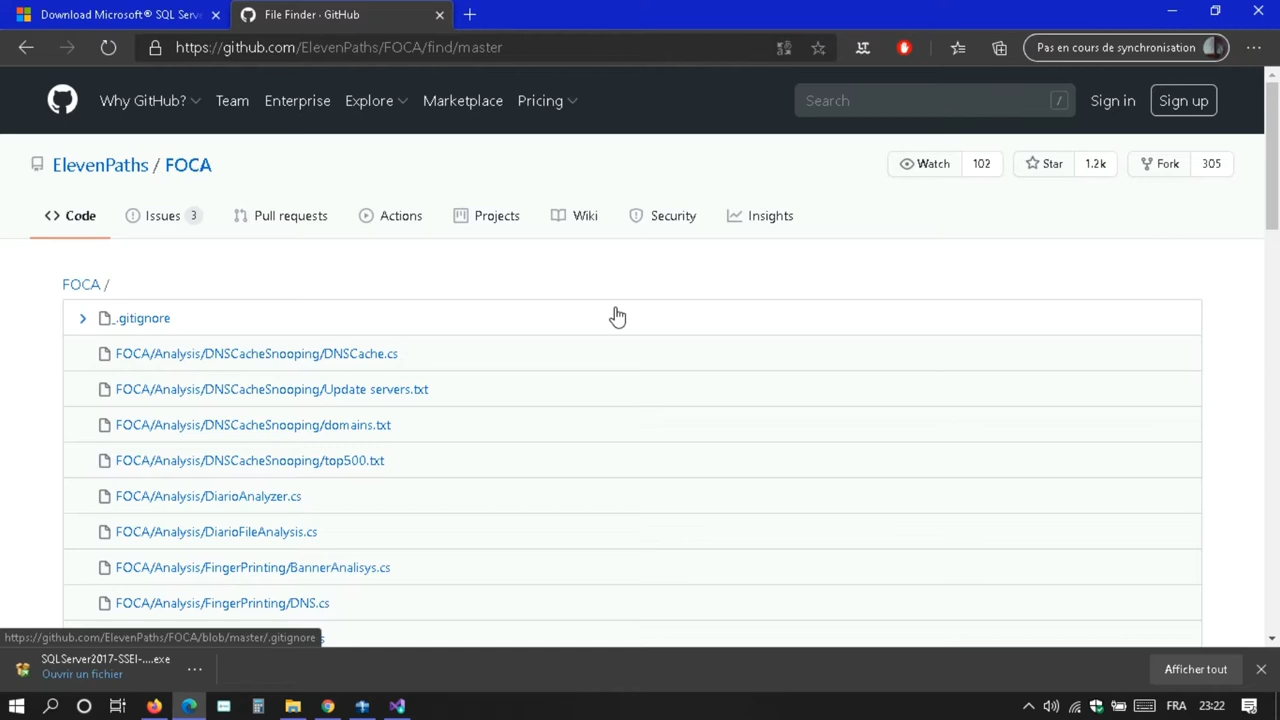 Download Microsoft® SQL Serve
File Finder · GitHub
https://github.com/ElevenPaths/FOCA/find/master
Pas en cours de synchronisation
Why GitHub?
Team
Enterprise
Explore
Marketplace
Pricing
Search
/
Sign in
Sign up
ElevenPaths / FOCA
Watch 102
Star 1.2k
Fork 305
Code
Issues 3
Pull requests
Actions
Projects
Wiki
Security
Insights
FOCA /
.gitignore
FOCA/Analysis/DNSCacheSnooping/DNSCache.cs
FOCA/Analysis/DNSCacheSnooping/Update servers.txt
FOCA/Analysis/DNSCacheSnooping/domains.txt
FOCA/Analysis/DNSCacheSnooping/top500.txt
FOCA/Analysis/DiarioAnalyzer.cs
FOCA/Analysis/DiarioFileAnalysis.cs
FOCA/Analysis/FingerPrinting/BannerAnalisys.cs
FOCA/Analysis/FingerPrinting/DNS.cs
https://github.com/ElevenPaths/FOCA/blob/master/.gitignore
SQLServer2017-SSEI-....exe
Ouvrir un fichier
Afficher tout
FRA
23:22